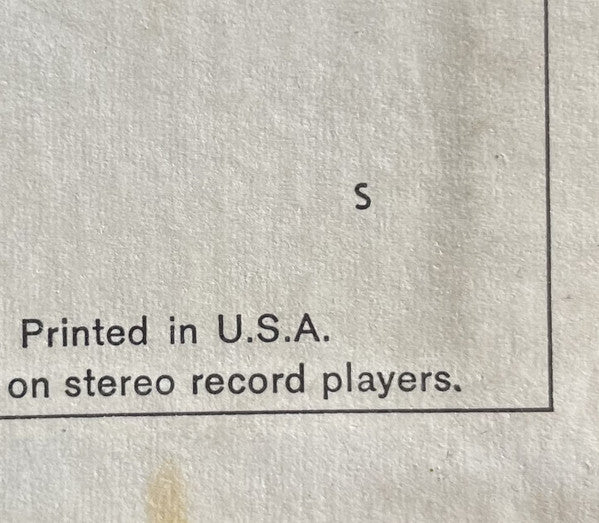 S
Printed in U.S.A.
on stereo record players.